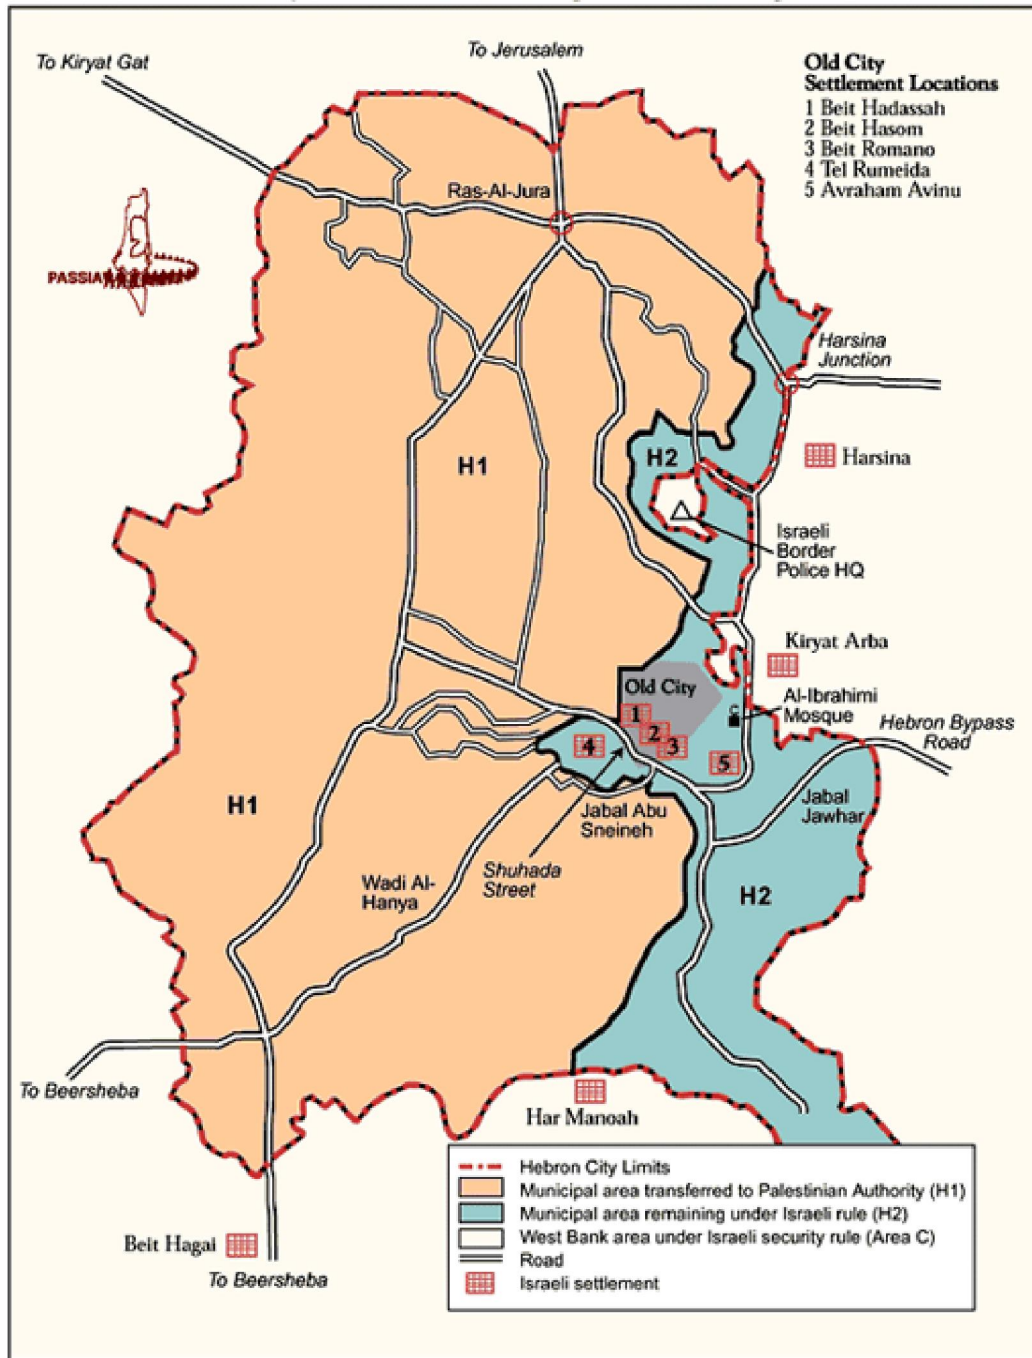 To Kiryat Gat
To Jerusalem
Old City
Settlement Locations
1 Beit Hadassah
2 Beit Hasom
3 Beit Romano
4 Tel Rumeida
5 Avraham Avinu
Ras-Al-Jura
Harsina
Junction
H1
H2
Harsina
Israeli
Border
Police HQ
Kiryat Arba
Old City
Al-Ibrahimi
Mosque
C
1
2
3
4
5
Hebron Bypass
Road
H1
Jabal Abu
Sneineh
Jabal
Jawhar
Shuhada
Street
Wadi Al-
Hanya
H2
To Beersheba
Har Manoah
Beit Hagai
To Beersheba
Hebron City Limits
Municipal area transferred to Palestinian Authority (H1)
Municipal area remaining under Israeli rule (H2)
West Bank area under Israeli security rule (Area C)
Road
Israeli settlement